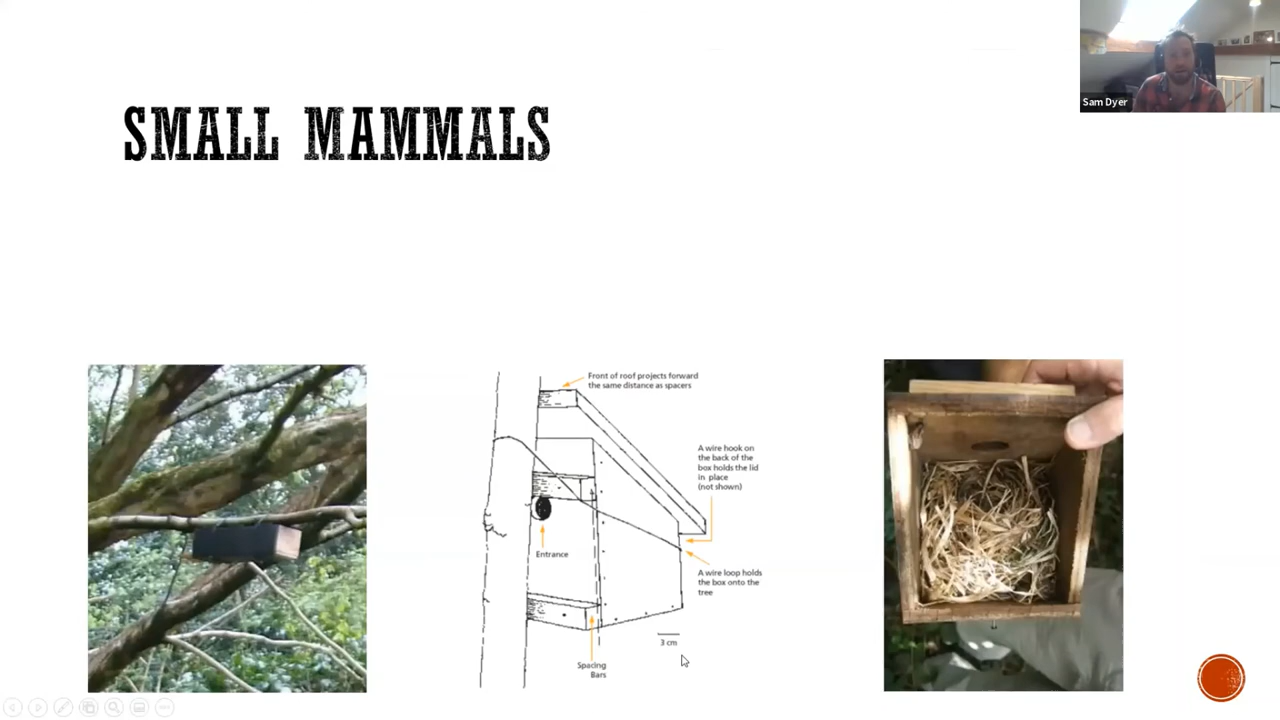 Sam Dyer
SMALL MAMMALS
Front of roof projects forward
the same distance as spacers
A wire hook on
the back of the
box holds the lid
in place
(not shown)
Entrance
A wire loop holds
the box onto the
tree
3 cm
Spacing
Bars